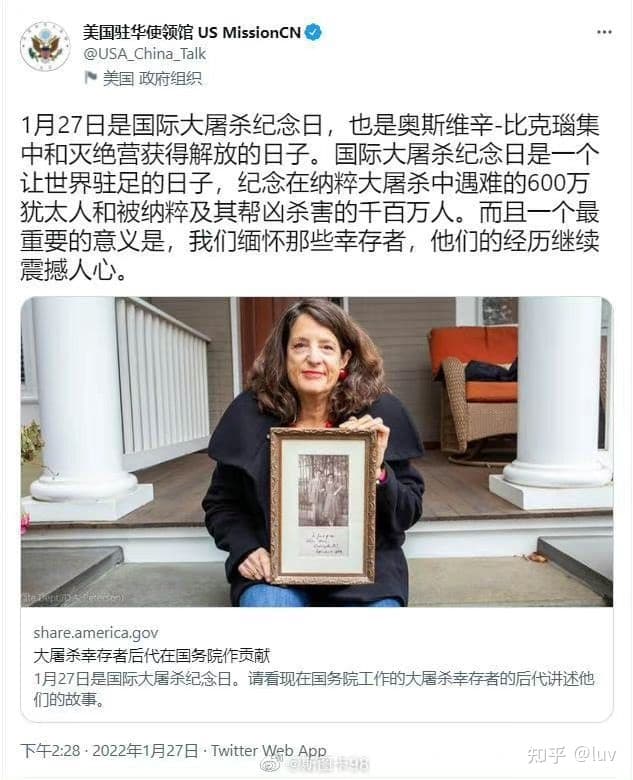 美国驻华使领馆 US MissionCN
@USA_China_Talk
美国 政府组织
1月27日是国际大屠杀纪念日，也是奥斯维辛-比克瑙集
中和灭绝营获得解放的日子。国际大屠杀纪念日是一个
让世界驻足的日子，纪念在纳粹大屠杀中遇难的600万
犹太人和被纳粹及其帮凶杀害的千百万人。而且一个最
重要的意义是，我们缅怀那些幸存者，他们的经历继续
震撼人心。
State Dept./D.A. Peterson)
share.america.gov
大屠杀幸存者后代在国务院作贡献
1月27日是国际大屠杀纪念日。请看现在国务院工作的大屠杀幸存者的后代讲述他
们的故事。
下午2:28 · 2022年1月27日 · Twitter Web App
@斯图卡98
知乎 @luv